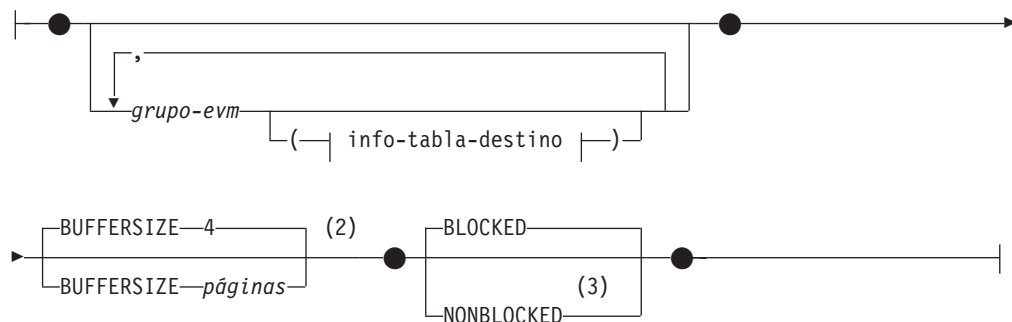 ,
grupo-evm
( info-tabla-destino )
BUFFERSIZE 4 (2) BLOCKED
BUFFERSIZE páginas (3)
NONBLOCKED